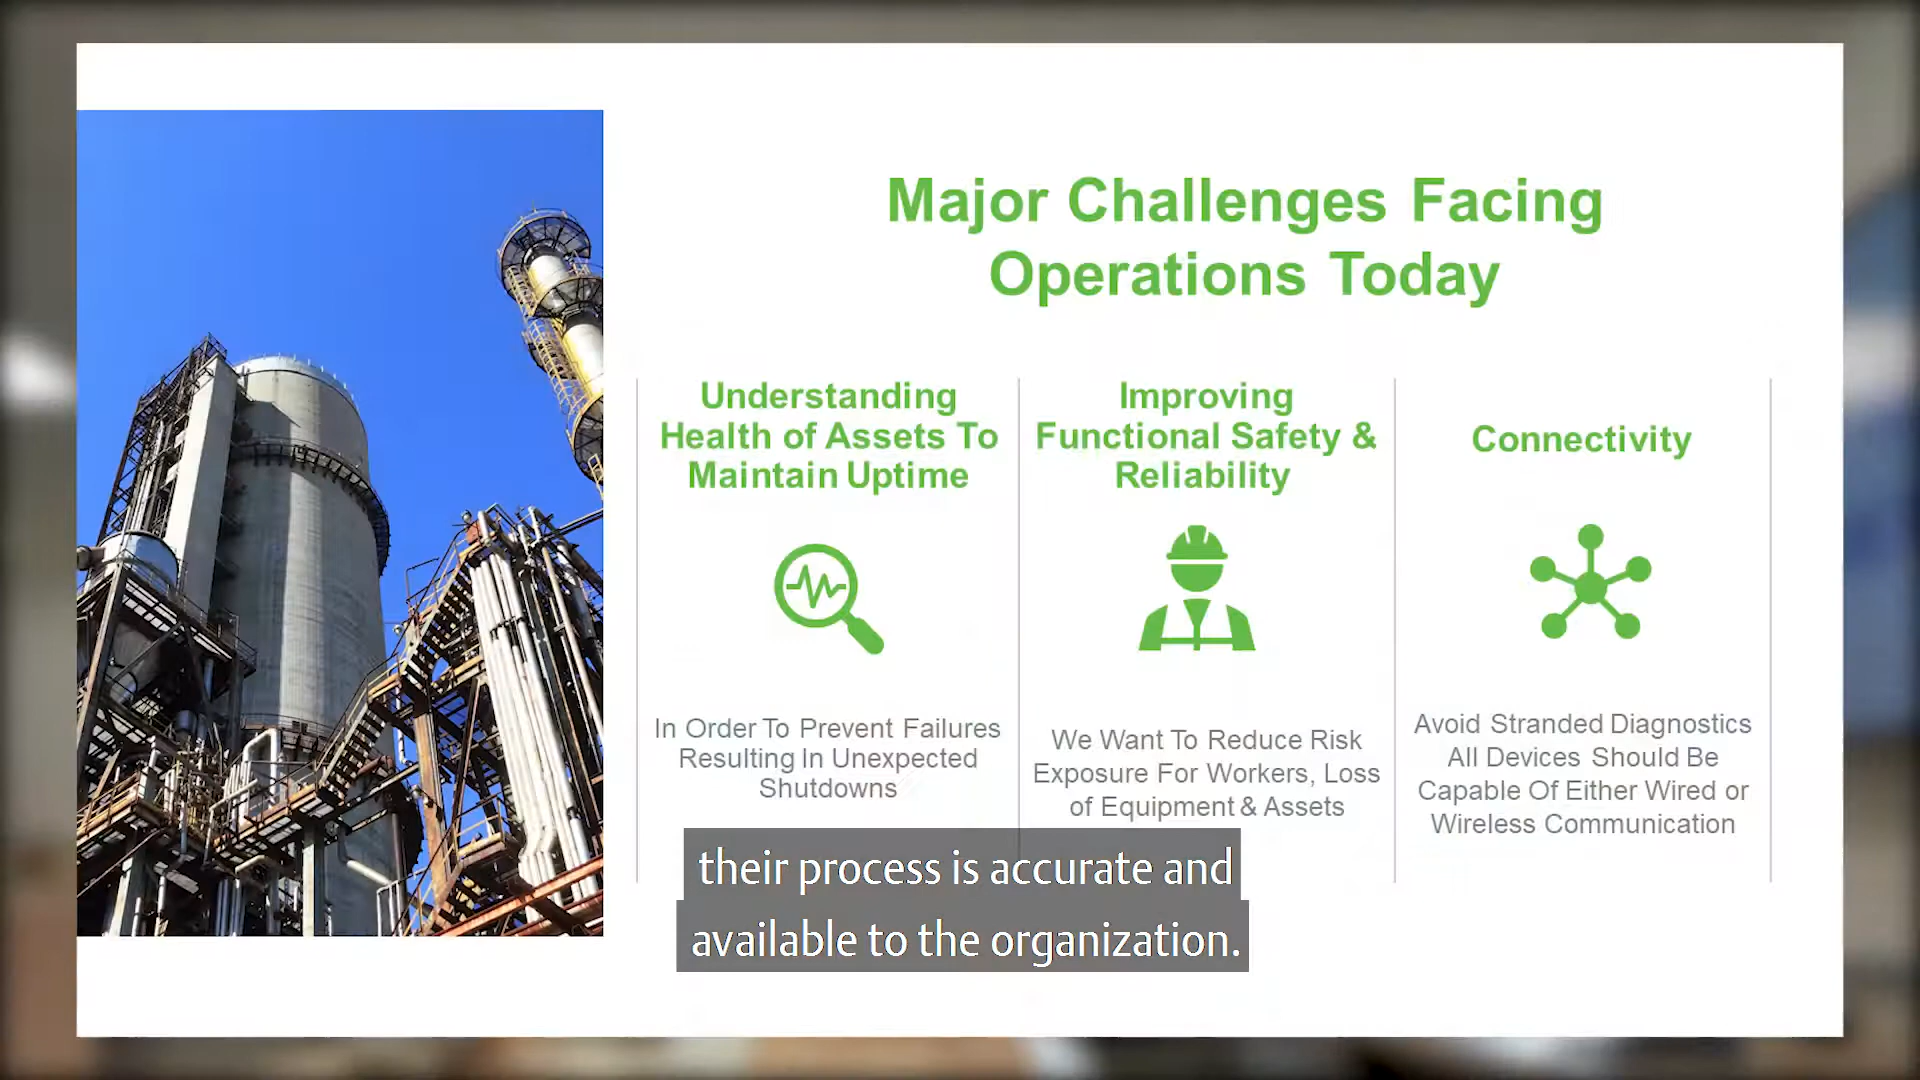 Major Challenges Facing
Operations Today
Understanding
Health of Assets To
Maintain Uptime
In Order To Prevent Failures
Resulting In Unexpected
Shutdowns
Improving
Functional Safety &
Reliability
We Want To Reduce Risk
Exposure For Workers, Loss
of Equipment & Assets
Connectivity
Avoid Stranded Diagnostics
All Devices Should Be
Capable Of Either Wired or
Wireless Communication
their process is accurate and
available to the organization.